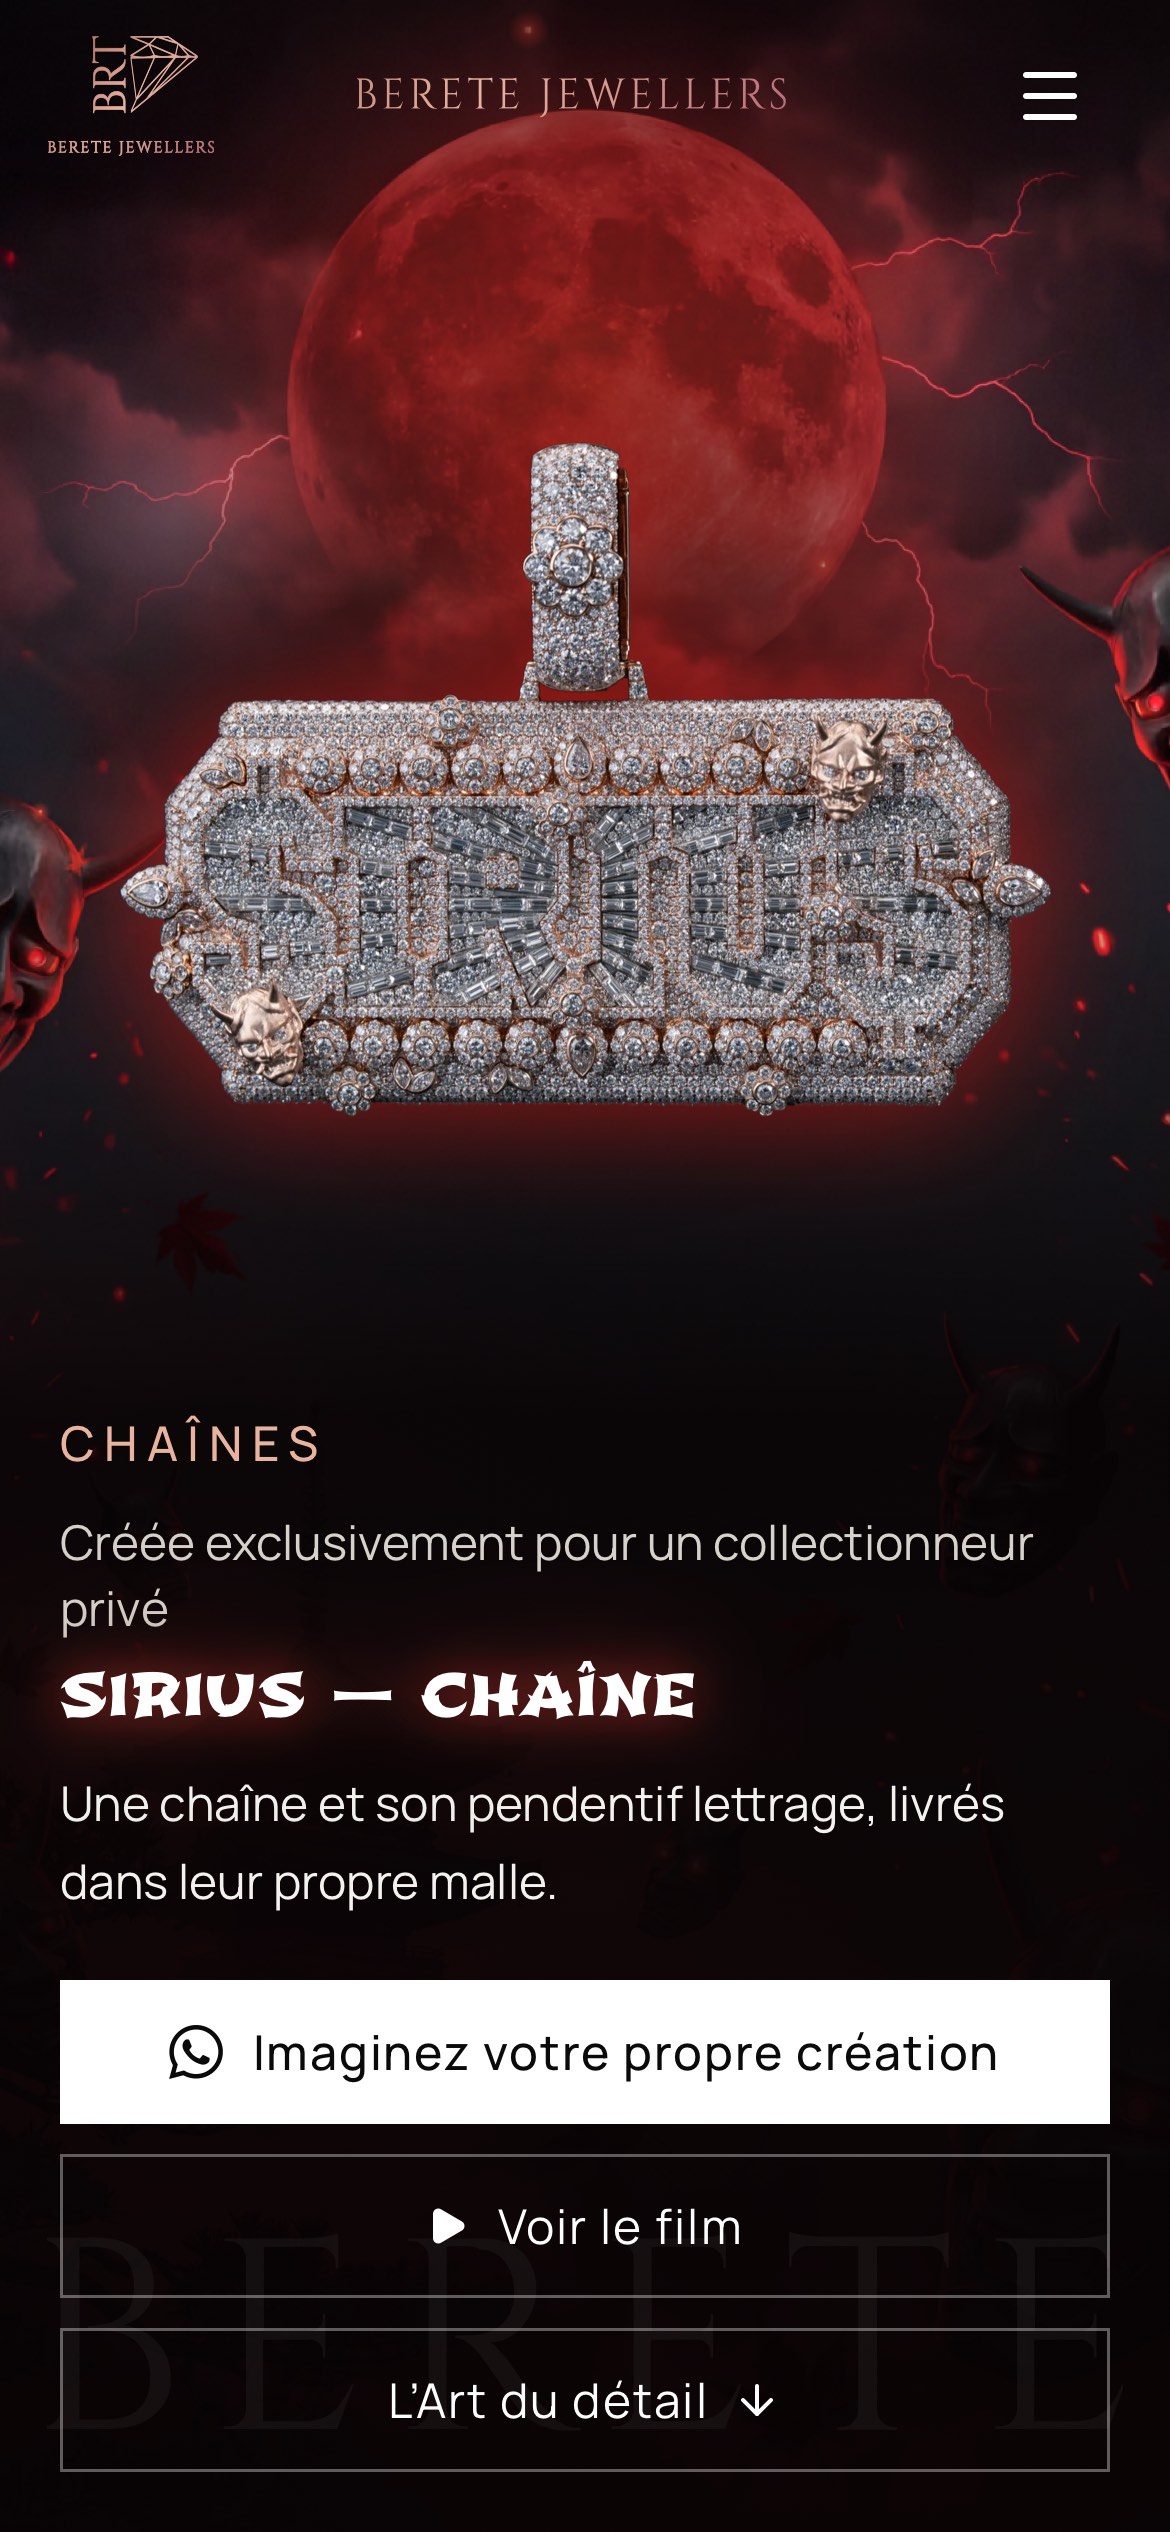 BRT
BERETE JEWELLERS
BERETE JEWELLERS
SIRIUS
CHAÎNES
Créée exclusivement pour un collectionneur
privé
SIRIUS — CHAÎNE
Une chaîne et son pendentif lettrage, livrés
dans leur propre malle.
Imaginez votre propre création
Voir le film
L’Art du détail ↓
BERETE